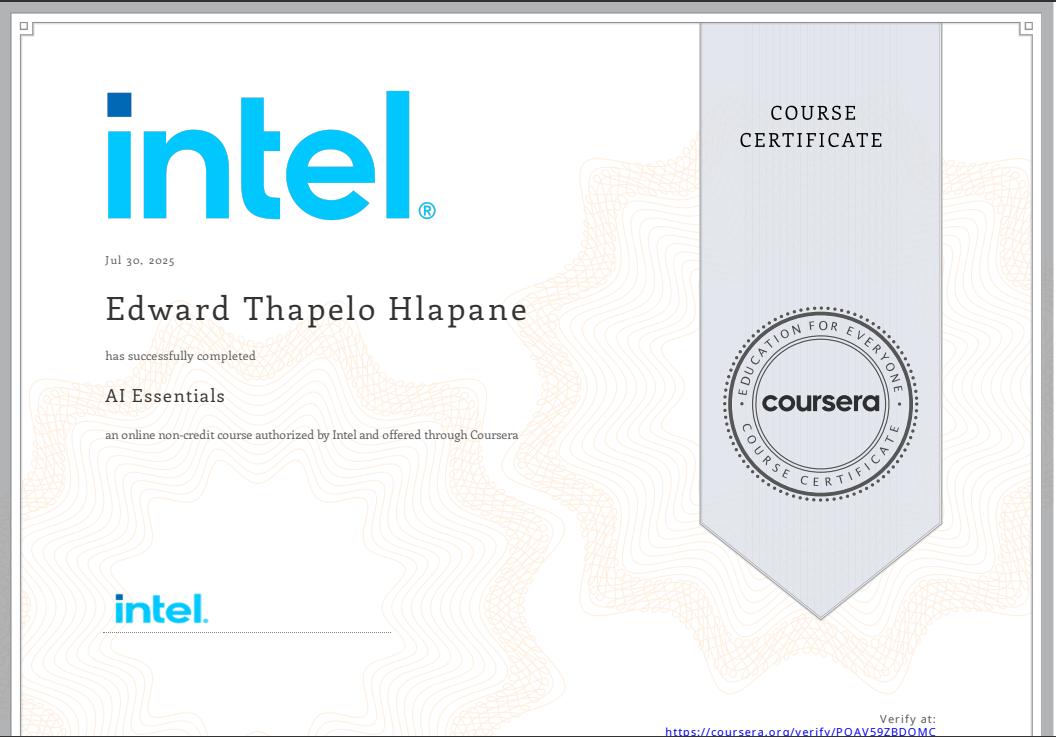 intel®
Jul 30, 2025
Edward Thapelo Hlapane
has successfully completed
AI Essentials
an online non-credit course authorized by Intel and offered through Coursera
intel.
COURSE
CERTIFICATE
EDUCATION FOR EVERYONE
coursera
COURSE CERTIFICATE
Verify at:
https://coursera.org/verify/POAV59ZBDOMC